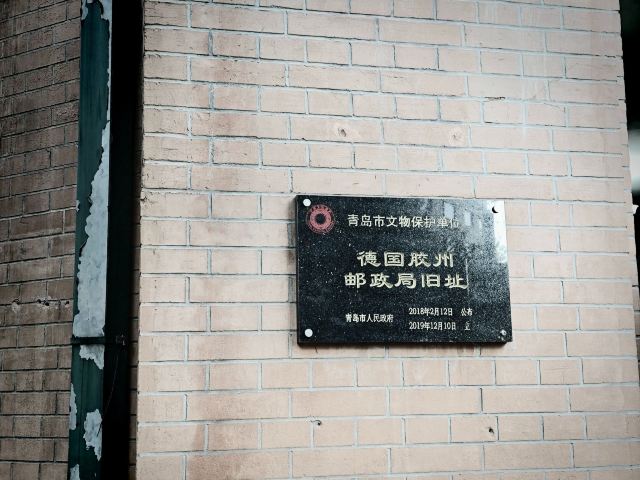 青岛市文物保护单位
德国胶州
邮政局旧址
青岛市人民政府 2018年2月12日 公布
2019年12月10日 立